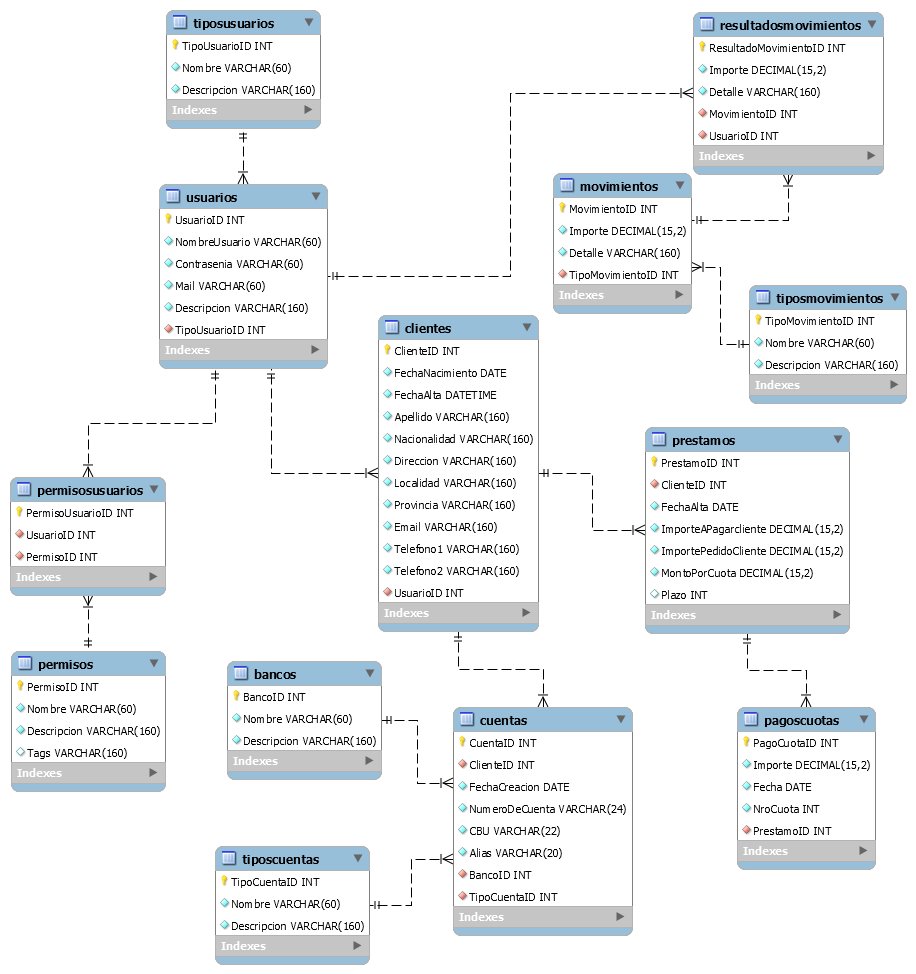 tiposusuarios
TipoUsuarioID INT
Nombre VARCHAR(60)
Descripcion VARCHAR(160)
Indexes
resultadosmovimientos
ResultadoMovimientoID INT
Importe DECIMAL(15,2)
Detalle VARCHAR(160)
MovimientoID INT
UsuarioID INT
Indexes
usuarios
UsuarioID INT
NombreUsuario VARCHAR(60)
Contrasenia VARCHAR(60)
Mail VARCHAR(60)
Descripcion VARCHAR(160)
TipoUsuarioID INT
Indexes
movimientos
MovimientoID INT
Importe DECIMAL(15,2)
Detalle VARCHAR(160)
TipoMovimientoID INT
Indexes
tiposmovimientos
TipoMovimientoID INT
Nombre VARCHAR(60)
Descripcion VARCHAR(160)
Indexes
clientes
ClienteID INT
FechaNacimiento DATE
FechaAlta DATETIME
Apellido VARCHAR(160)
Nacionalidad VARCHAR(160)
Direccion VARCHAR(160)
Localidad VARCHAR(160)
Provincia VARCHAR(160)
Email VARCHAR(160)
Telefono1 VARCHAR(160)
Telefono2 VARCHAR(160)
UsuarioID INT
Indexes
prestamos
PrestamoID INT
ClienteID INT
FechaAlta DATE
ImporteAPagarcliente DECIMAL(15,2)
ImportePedidoCliente DECIMAL(15,2)
MontoPorCuota DECIMAL(15,2)
Plazo INT
Indexes
permisosusuarios
PermisoUsuarioID INT
UsuarioID INT
PermisoID INT
Indexes
permisos
PermisoID INT
Nombre VARCHAR(60)
Descripcion VARCHAR(160)
Tags VARCHAR(160)
Indexes
bancos
BancoID INT
Nombre VARCHAR(60)
Descripcion VARCHAR(160)
Indexes
cuentas
CuentaID INT
ClienteID INT
FechaCreacion DATE
NumeroDeCuenta VARCHAR(24)
CBU VARCHAR(22)
Alias VARCHAR(20)
BancoID INT
TipoCuentaID INT
Indexes
pagoscuotas
PagoCuotaID INT
Importe DECIMAL(15,2)
Fecha DATE
NroCuota INT
PrestamoID INT
Indexes
tiposcuentas
TipoCuentaID INT
Nombre VARCHAR(60)
Descripcion VARCHAR(160)
Indexes